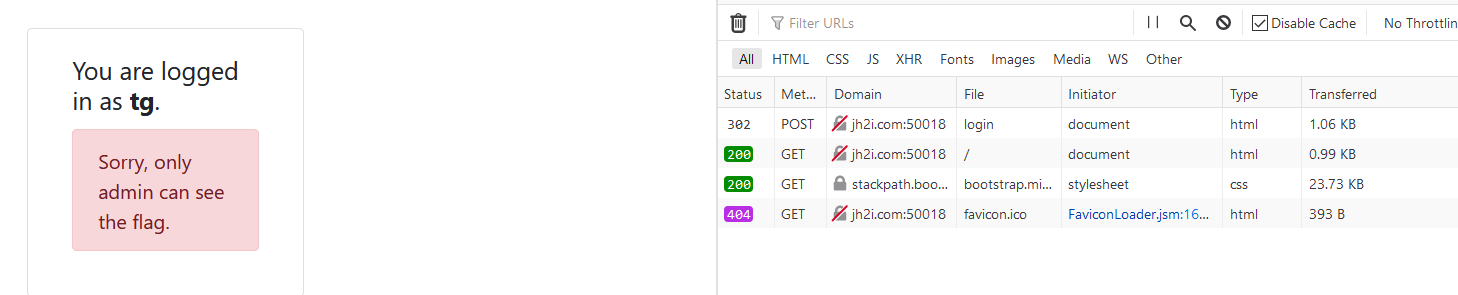 You are logged
in as tg.
Sorry, only
admin can see
the flag.
Filter URLs
Disable Cache
No Throttlin
All HTML CSS JS XHR Fonts Images Media WS Other
Status Met... Domain File Initiator Type Transferred
302 POST jh2i.com:50018 login document html 1.06 KB
200 GET jh2i.com:50018 / document html 0.99 KB
200 GET stackpath.boo... bootstrap.mi... stylesheet css 23.73 KB
404 GET jh2i.com:50018 favicon.ico FaviconLoader.jsm:16... html 393 B